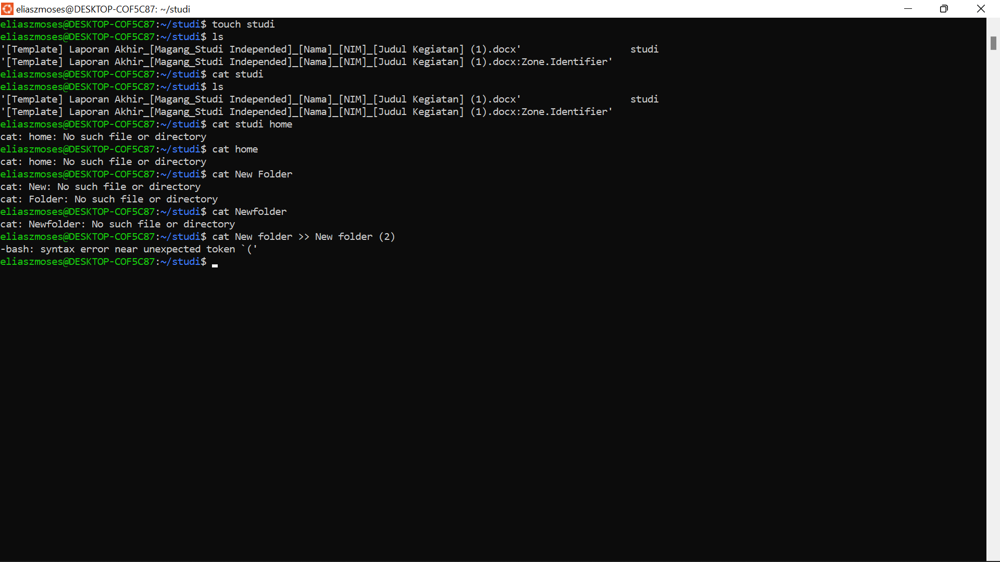 eliaszmoses@DESKTOP-COF5C87: ~/studi
eliaszmoses@DESKTOP-COF5C87:~/studi$ touch studi
eliaszmoses@DESKTOP-COF5C87:~/studi$ ls
'[Template] Laporan Akhir_[Magang_Studi Independed]_[Nama]_[NIM]_[Judul Kegiatan] (1).docx'                   studi
'[Template] Laporan Akhir_[Magang_Studi Independed]_[Nama]_[NIM]_[Judul Kegiatan] (1).docx:Zone.Identifier'
eliaszmoses@DESKTOP-COF5C87:~/studi$ cat studi
eliaszmoses@DESKTOP-COF5C87:~/studi$ ls
'[Template] Laporan Akhir_[Magang_Studi Independed]_[Nama]_[NIM]_[Judul Kegiatan] (1).docx'                   studi
'[Template] Laporan Akhir_[Magang_Studi Independed]_[Nama]_[NIM]_[Judul Kegiatan] (1).docx:Zone.Identifier'
eliaszmoses@DESKTOP-COF5C87:~/studi$ cat studi home
cat: home: No such file or directory
eliaszmoses@DESKTOP-COF5C87:~/studi$ cat home
cat: home: No such file or directory
eliaszmoses@DESKTOP-COF5C87:~/studi$ cat New Folder
cat: New: No such file or directory
cat: Folder: No such file or directory
eliaszmoses@DESKTOP-COF5C87:~/studi$ cat Newfolder
cat: Newfolder: No such file or directory
eliaszmoses@DESKTOP-COF5C87:~/studi$ cat New folder >> New folder (2)
-bash: syntax error near unexpected token `('
eliaszmoses@DESKTOP-COF5C87:~/studi$